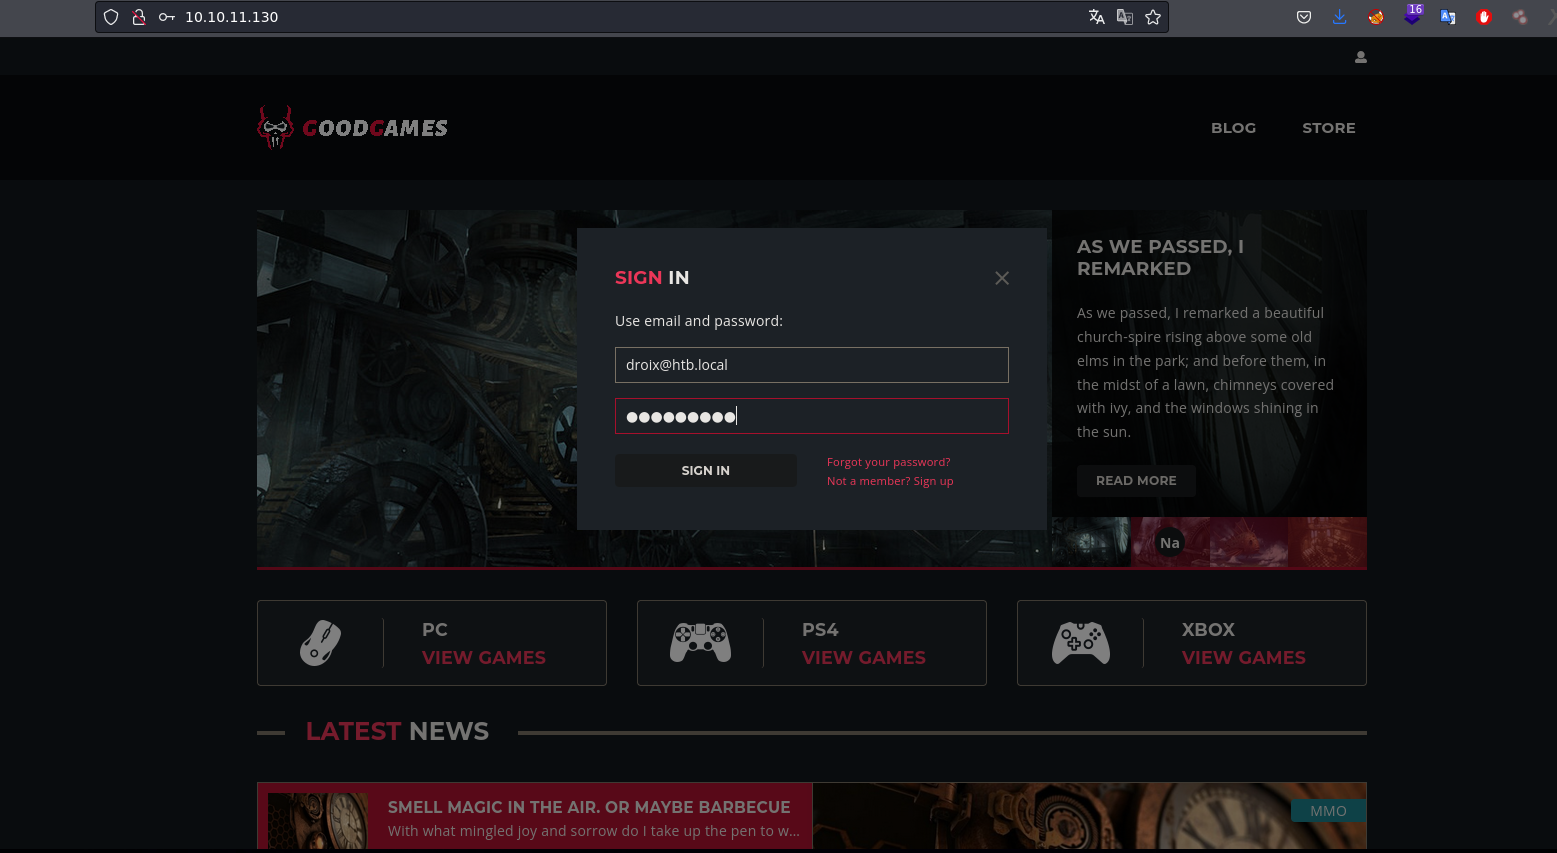 10.10.11.130
16
GOODGAMES
BLOG
STORE
AS WE PASSED, I
REMARKED
As we passed, I remarked a beautiful
church-spire rising above some old
elms in the park; and before them, in
the midst of a lawn, chimneys covered
with ivy, and the windows shining in
the sun.
READ MORE
Na
SIGN IN
Use email and password:
droix@htb.local
SIGN IN
Forgot your password?
Not a member? Sign up
PC
VIEW GAMES
PS4
VIEW GAMES
XBOX
VIEW GAMES
LATEST NEWS
SMELL MAGIC IN THE AIR. OR MAYBE BARBECUE
With what mingled joy and sorrow do I take up the pen to w...
MMO